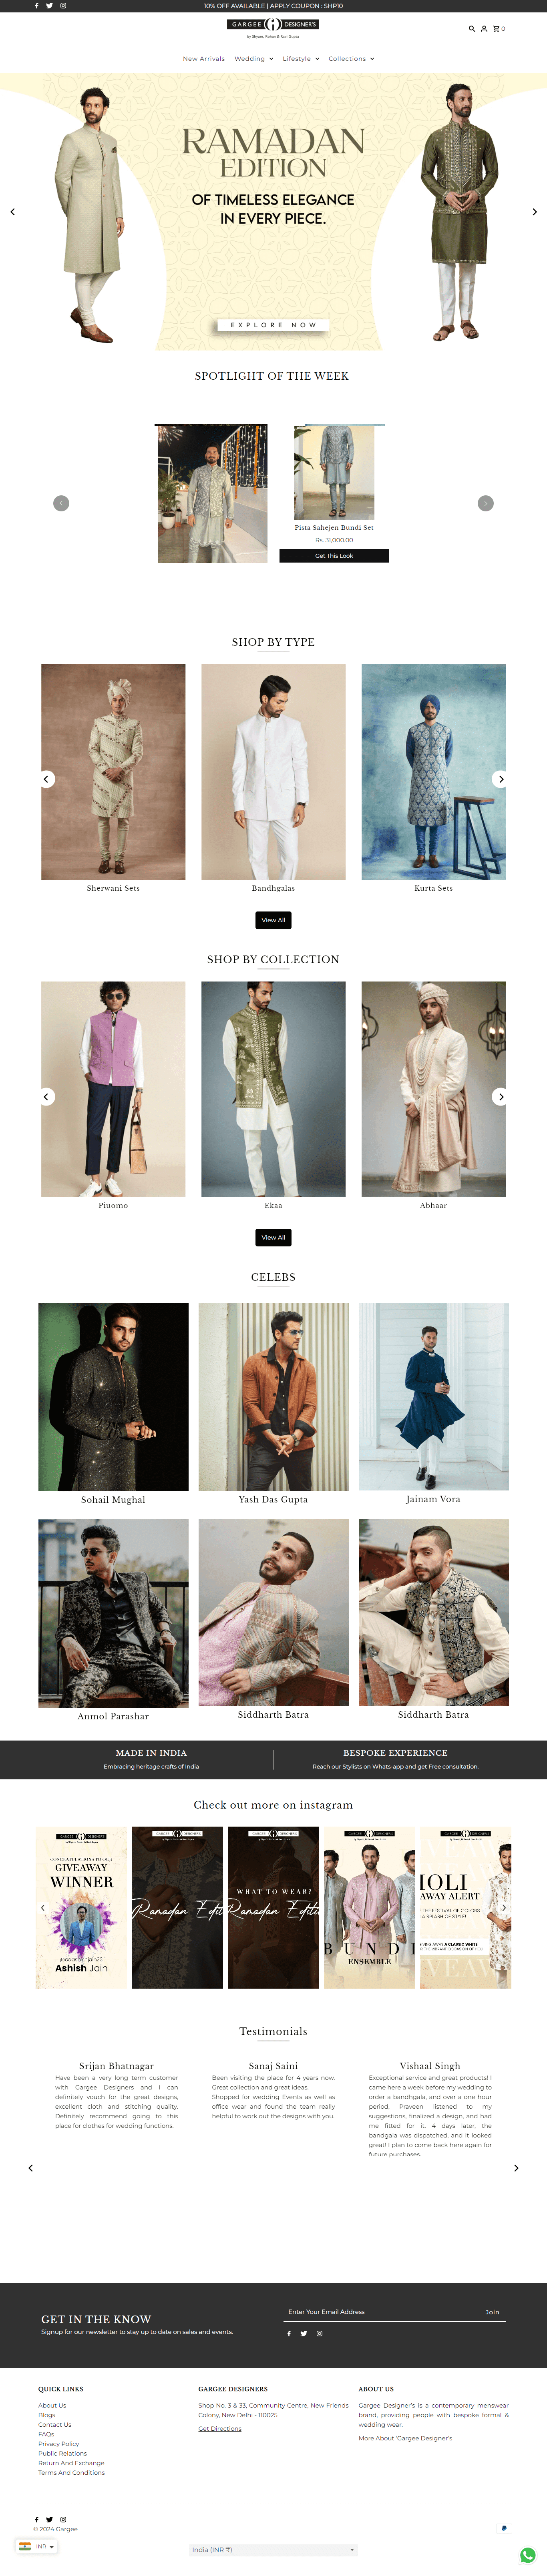 10% OFF AVAILABLE | APPLY COUPON : SHP10
GARGEE DESIGNER'S
by Shyam, Rattan & Ravi Gupta
0
New Arrivals
Wedding
Lifestyle
Collections
RAMADAN
EDITION
OF TIMELESS ELEGANCE
IN EVERY PIECE.
EXPLORE NOW
SPOTLIGHT OF THE WEEK
Pista Sahejen Bundi Set
Rs. 31,000.00
Get This Look
SHOP BY TYPE
Sherwani Sets
Bandhgalas
Kurta Sets
View All
SHOP BY COLLECTION
Piuomo
Ekaa
Abhaar
View All
CELEBS
Sohail Mughal
Yash Das Gupta
Jainam Vora
Anmol Parashar
Siddharth Batra
Siddharth Batra
MADE IN INDIA
Embracing heritage crafts of India
BESPOKE EXPERIENCE
Reach our Stylists on Whats-app and get Free consultation.
Check out more on instagram
GARGEE DESIGNER'S
CONGRATULATIONS TO OUR
GIVEAWAY
WINNER
Ashish Jain
GARGEE DESIGNER'S
Ramadan Edit
GARGEE DESIGNER'S
WHAT TO WEAR?
Ramadan Editi
GARGEE DESIGNER'S
BUNDI
ENSEMBLE
GARGEE DESIGNER'S
HOLI
AWAY ALERT
THE FESTIVAL OF COLORS
A SPLASH OF STYLE!
Testimonials
Srijan Bhatnagar
Have been a very long term customer
with Gargee Designers and I can
definitely vouch for the great designs,
excellent cloth and stitching quality.
Definitely recommend going to this
place for clothes for wedding functions.
Sanaj Saini
Been visiting the place for 4 years now.
Great collection and great ideas.
Shopped for wedding Events as well as
office wear and found the team really
helpful to work out the designs with you.
Vishaal Singh
Exceptional service and great products! I
came here a week before my wedding to
order a bandhgala, and over a one hour
period, Praveen listened to my
suggestions, finalized a design, and had
me fitted for it. 4 days later, the
bandgala was dispatched, and it looked
great! I plan to come back here again for
future purchases.
GET IN THE KNOW
Signup for our newsletter to stay up to date on sales and events.
Enter Your Email Address
Join
QUICK LINKS
About Us
Blogs
Contact Us
FAQs
Privacy Policy
Public Relations
Return And Exchange
Terms And Conditions
GARGEE DESIGNERS
Shop No. 3 & 33, Community Centre, New Friends
Colony, New Delhi - 110025
Get Directions
ABOUT US
Gargee Designer's is a contemporary menswear
brand, providing people with bespoke formal &
wedding wear.
More About 'Gargee Designer's
© 2024 Gargee
INR
India (INR ₹)